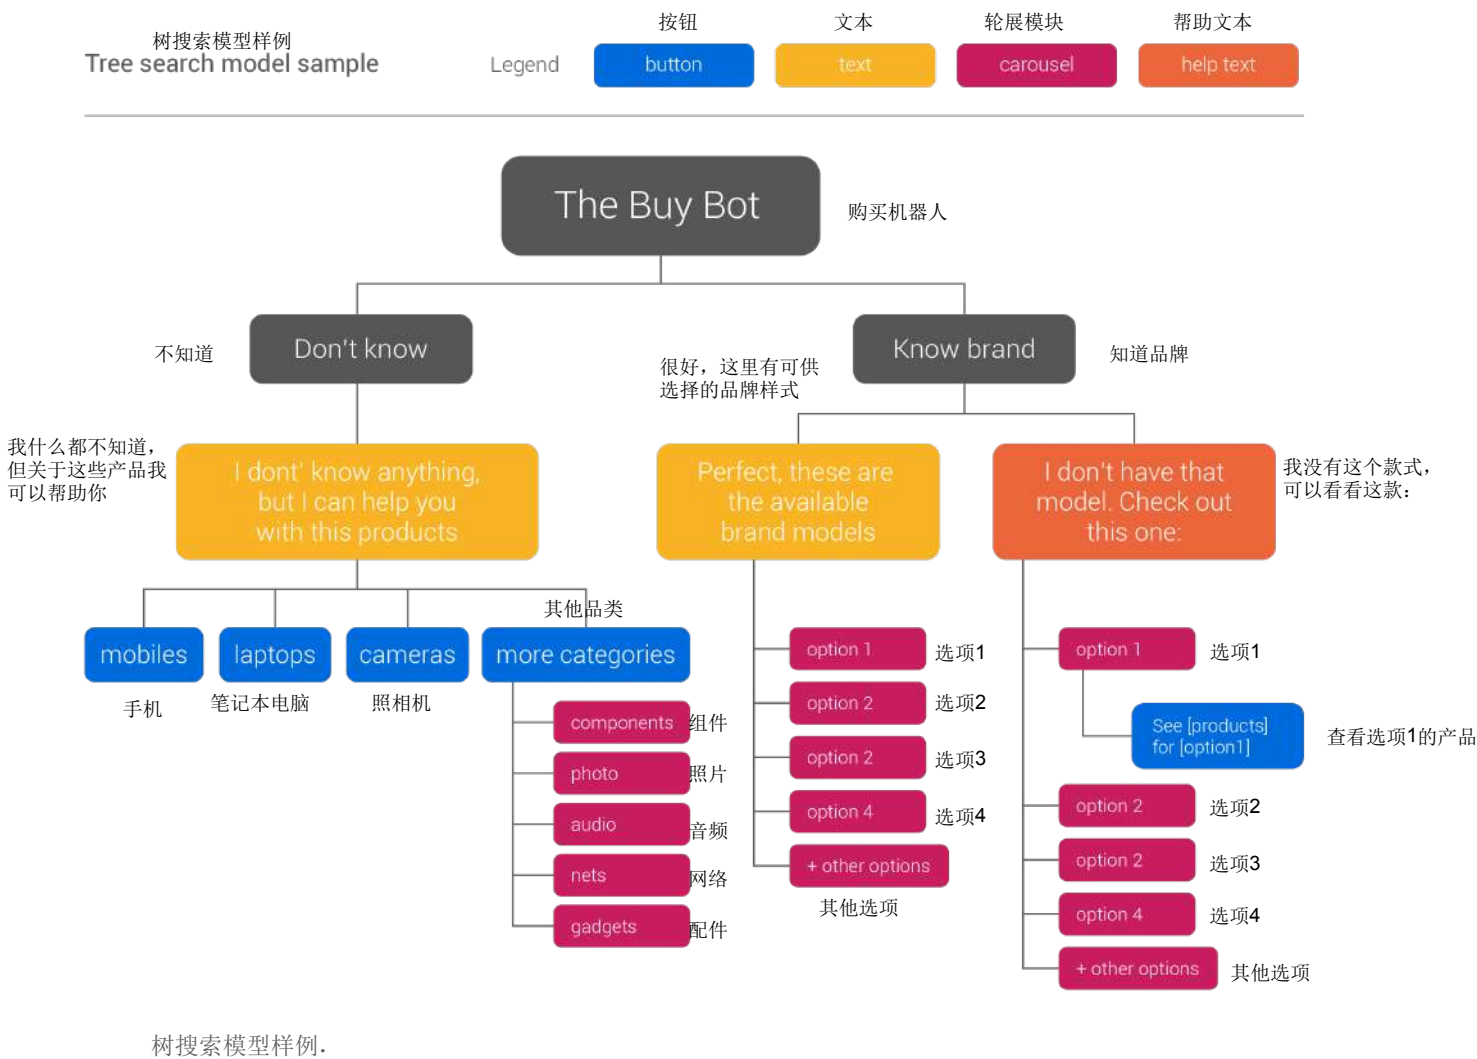 树搜索模型样例
Tree search model sample
Legend
按钮
button
文本
text
轮展模块
carousel
帮助文本
help text
The Buy Bot
购买机器人
不知道
Don't know
Know brand
知道品牌
很好，这里有可供
选择的品牌样式
我什么都不知道，
但关于这些产品我
可以帮助你
I dont' know anything,
but I can help you
with this products
Perfect, these are
the available
brand models
I don't have that
model. Check out
this one:
我没有这个款式，
可以看看这款：
其他品类
mobiles
laptops
cameras
more categories
手机
笔记本电脑
照相机
components 组件
photo 照片
audio 音频
nets 网络
gadgets 配件
option 1 选项1
option 2 选项2
option 2 选项3
option 4 选项4
+ other options
其他选项
option 1 选项1
See [products]
for [option1]
查看选项1的产品
option 2 选项2
option 2 选项3
option 4 选项4
+ other options 其他选项
树搜索模型样例.